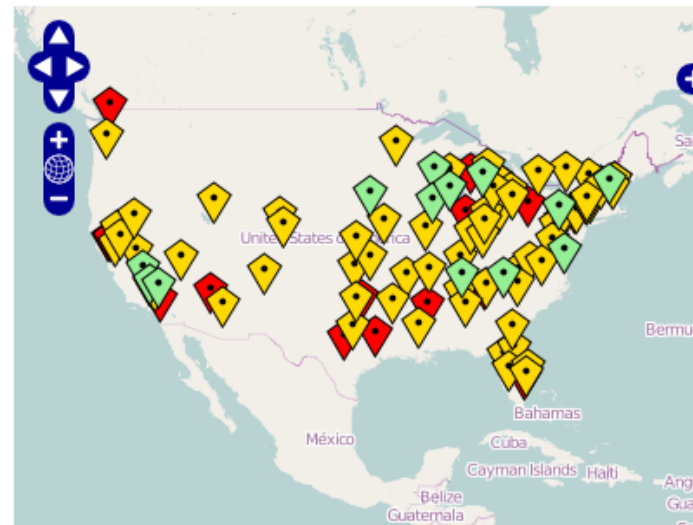 Sa
United States of America
Bermu
Bahamas
México
Cuba
Cayman Islands
Haiti
Belize
Ang
Guatemala
Gua